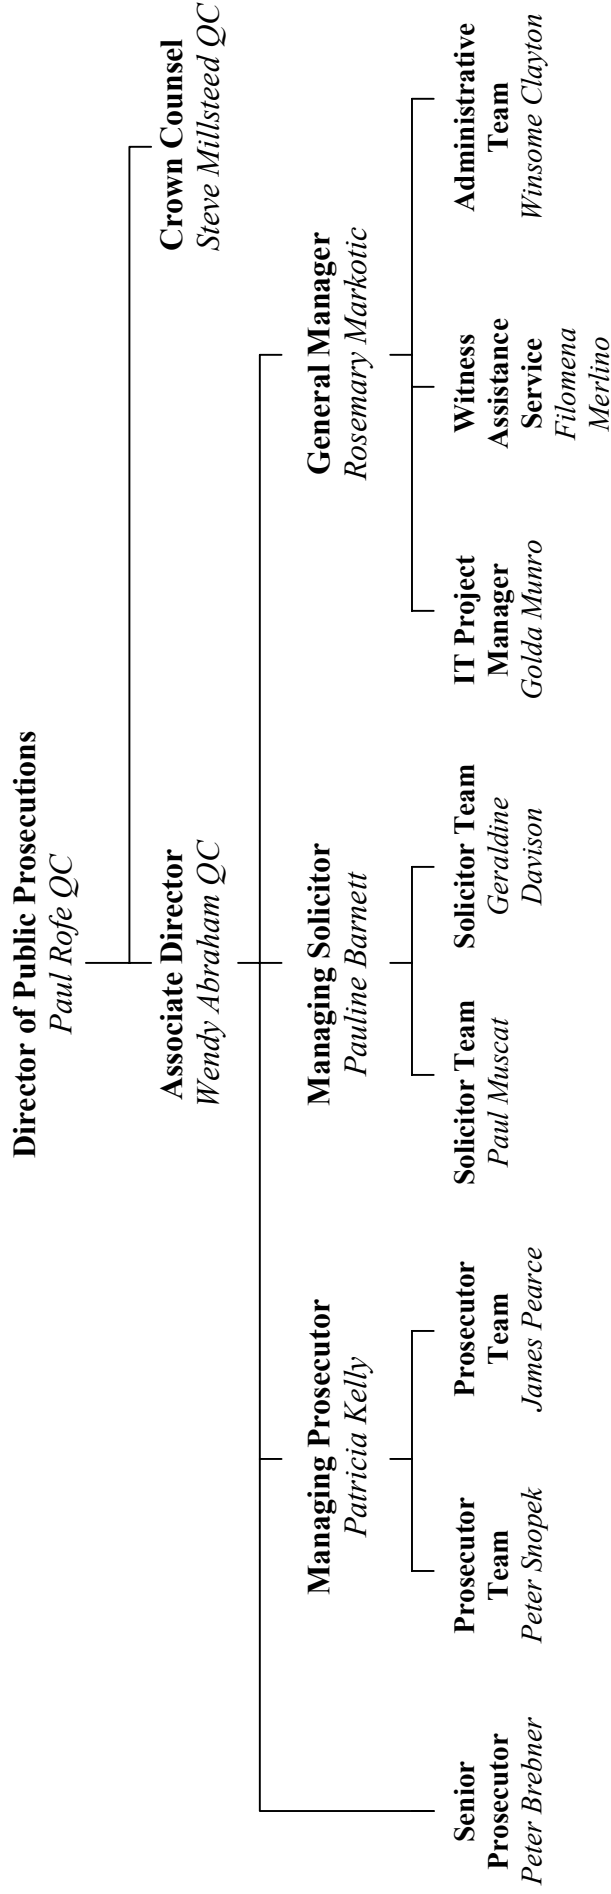 Director of Public Prosecutions
Paul Rofe QC
Associate Director
Wendy Abraham QC
Crown Counsel
Steve Millsteed QC
Managing Prosecutor
Patricia Kelly
Managing Solicitor
Pauline Barnett
General Manager
Rosemary Markotic
Senior
Prosecutor
Peter Brebner
Prosecutor
Team
Peter Snopek
Prosecutor
Team
James Pearce
Solicitor Team
Paul Muscat
Solicitor Team
Geraldine
Davison
IT Project
Manager
Golda Munro
Witness
Assistance
Service
Filomena
Merlino
Administrative
Team
Winsome Clayton